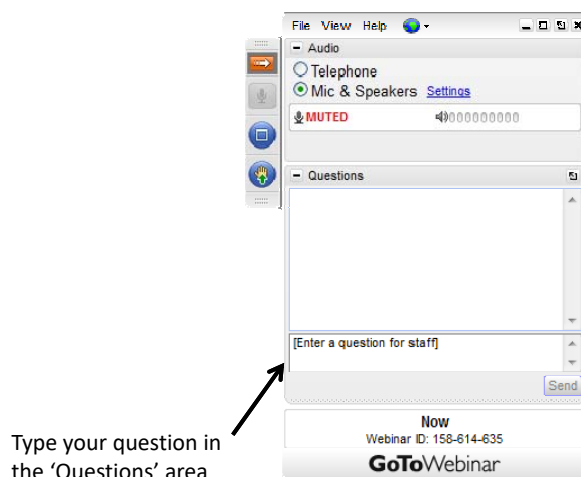 File View Help
Audio
Telephone
Mic & Speakers Settings
MUTED 000000000
Questions
[Enter a question for staff]
Send
Now
Webinar ID: 158-614-635
GoToWebinar
Type your question in
the ‘Questions’ area